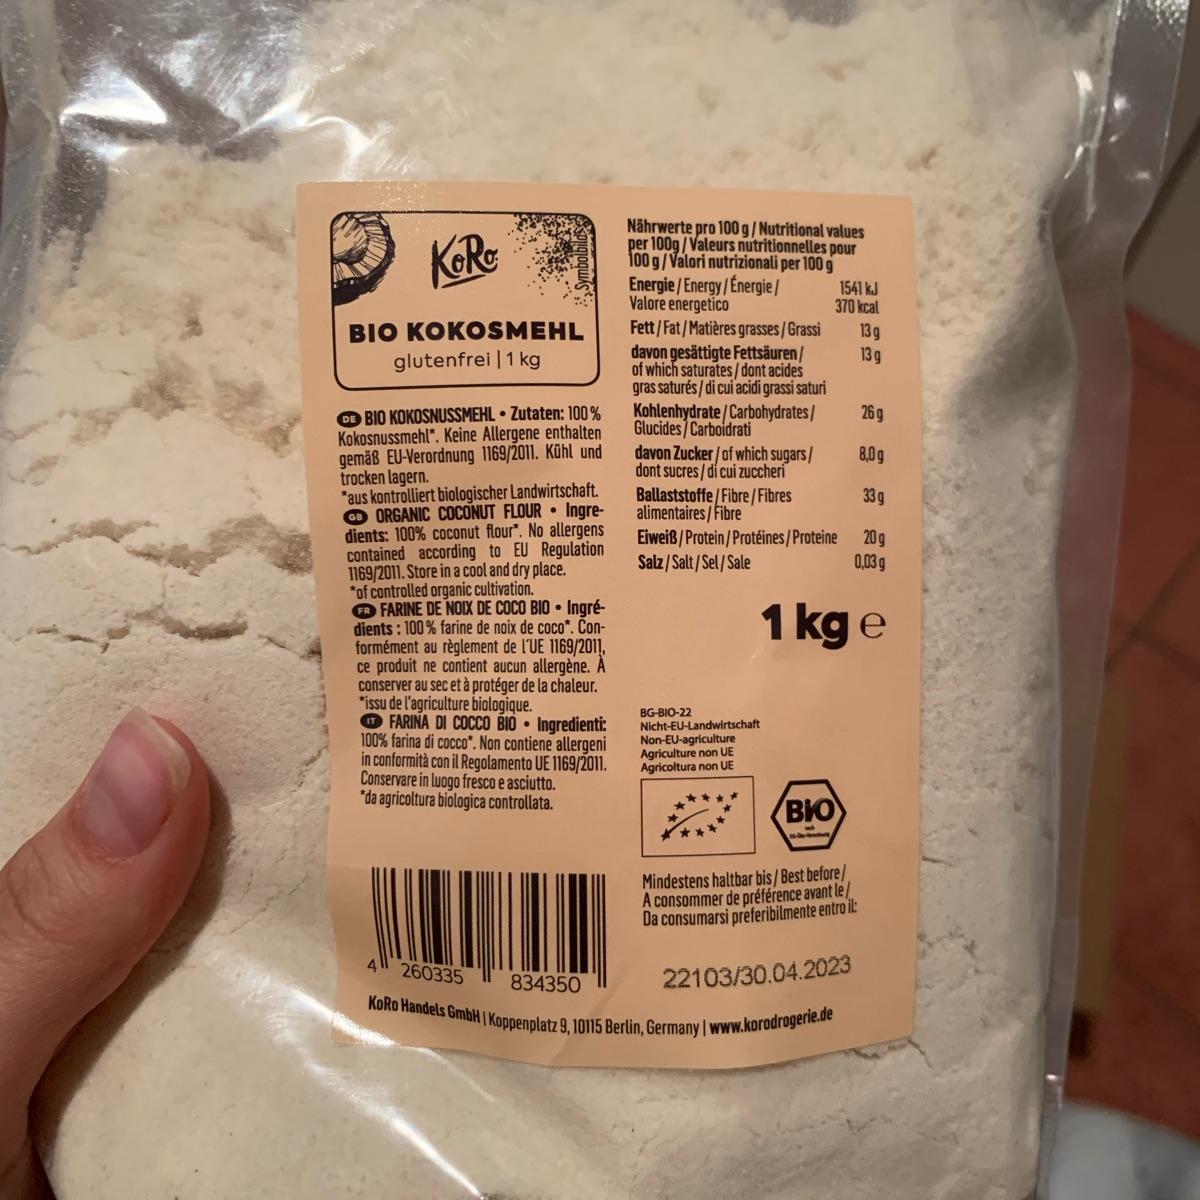 KoRo
Symbolbild
BIO KOKOSMEHL
glutenfrei | 1 kg
DE BIO KOKOSNUSSMEHL • Zutaten: 100 %
Kokosnussmehl*. Keine Allergene enthalten
gemäß EU-Verordnung 1169/2011. Kühl und
trocken lagern.
*aus kontrolliert biologischer Landwirtschaft.
GB ORGANIC COCONUT FLOUR • Ingre-
dients: 100% coconut flour*. No allergens
contained according to EU Regulation
1169/2011. Store in a cool and dry place.
*of controlled organic cultivation.
FR FARINE DE NOIX DE COCO BIO • Ingré-
dients : 100 % farine de noix de coco*. Con-
formément au règlement de l'UE 1169/2011,
ce produit ne contient aucun allergène. À
conserver au sec et à protéger de la chaleur.
*issu de l'agriculture biologique.
IT FARINA DI COCCO BIO • Ingredienti:
100% farina di cocco*. Non contiene allergeni
in conformità con il Regolamento UE 1169/2011.
Conservare in luogo fresco e asciutto.
*da agricoltura biologica controllata.
4 260335 834350
Nährwerte pro 100 g / Nutritional values
per 100g / Valeurs nutritionnelles pour
100 g / Valori nutrizionali per 100 g
Energie / Energy / Énergie / 1541 kJ
Valore energetico 370 kcal
Fett / Fat / Matières grasses / Grassi 13 g
davon gesättigte Fettsäuren / 13 g
of which saturates / dont acides
gras saturés / di cui acidi grassi saturi
Kohlenhydrate / Carbohydrates / 26 g
Glucides / Carboidrati
davon Zucker / of which sugars / 8,0 g
dont sucres / di cui zuccheri
Ballaststoffe / Fibre / Fibres 33 g
alimentaires / Fibre
Eiweiß / Protein / Protéines / Proteine 20 g
Salz / Salt / Sel / Sale 0,03 g
1 kg e
BG-BIO-22
Nicht-EU-Landwirtschaft
Non-EU-agriculture
Agriculture non UE
Agricoltura non UE
BIO
nach
EG-Öko-Verordnung
Mindestens haltbar bis / Best before /
A consommer de préférence avant le /
Da consumarsi preferibilmente entro il:
22103/30.04.2023
KoRo Handels GmbH | Koppenplatz 9, 10115 Berlin, Germany | www.korodrogerie.de